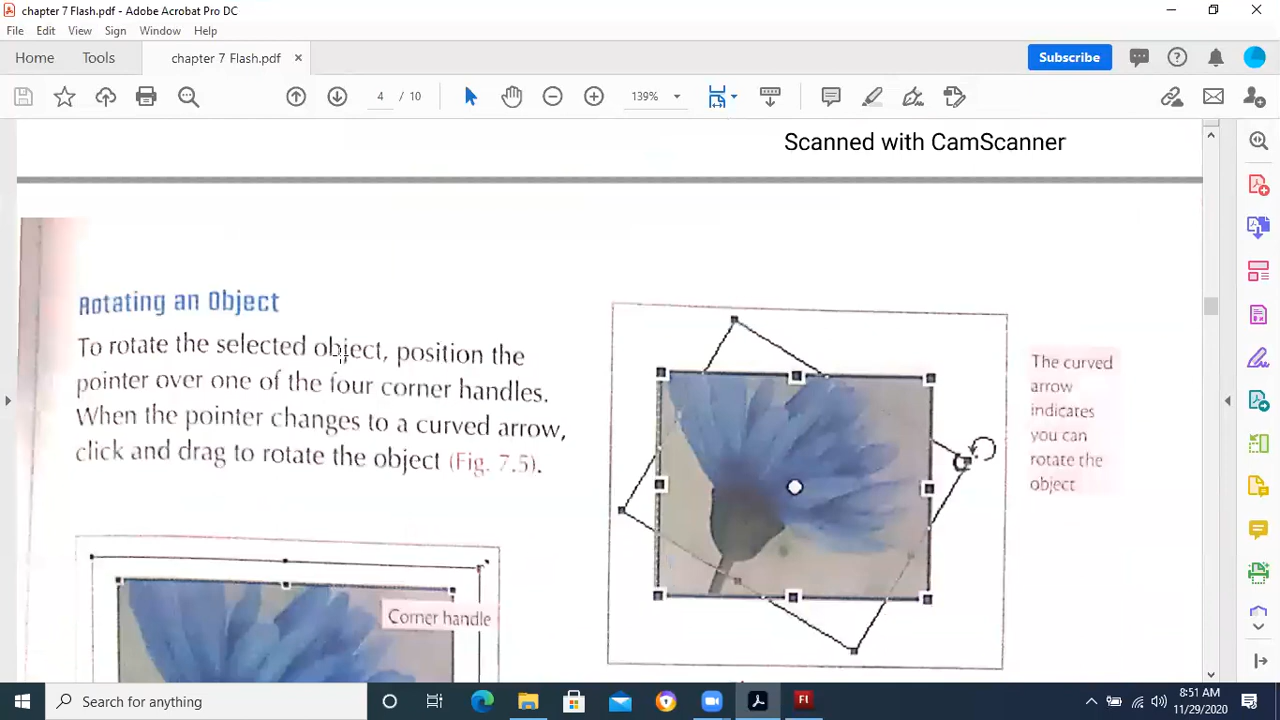 chapter 7 Flash.pdf - Adobe Acrobat Pro DC
File Edit View Sign Window Help
Home Tools chapter 7 Flash.pdf
Subscribe
4 / 10
139%
Scanned with CamScanner
Rotating an Object
To rotate the selected object, position the
pointer over one of the four corner handles.
When the pointer changes to a curved arrow,
click and drag to rotate the object (Fig. 7.5).
The curved
arrow
indicates
you can
rotate the
object
Corner handle
Search for anything
Fl
8:51 AM
11/29/2020